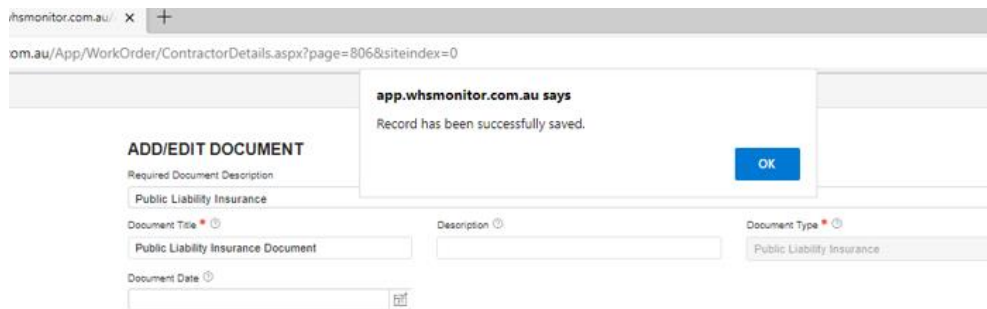 whsmonitor.com.au/
om.au/App/WorkOrder/ContractorDetails.aspx?page=806&siteindex=0
app.whsmonitor.com.au says
Record has been successfully saved.
OK
ADD/EDIT DOCUMENT
Required Document Description
Public Liability Insurance
Document Title * Description Document Type *
Public Liability Insurance Document Public Liability Insurance
Document Date